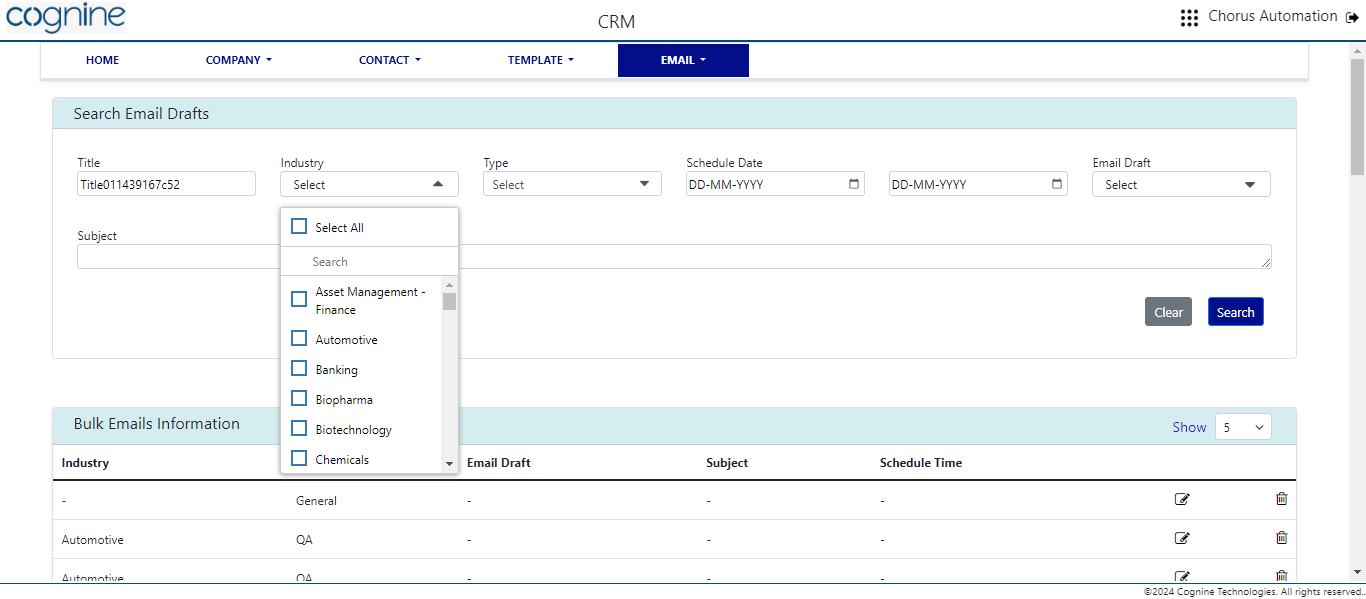 cognine
CRM
Chorus Automation
HOME COMPANY CONTACT TEMPLATE EMAIL
Search Email Drafts
Title Industry Type Schedule Date Email Draft
Title011439167c52 Select Select DD-MM-YYYY DD-MM-YYYY Select
Subject
Select All
Search
Asset Management -
Finance
Automotive
Banking
Biopharma
Biotechnology
Chemicals
Clear Search
Bulk Emails Information Show 5
Industry Email Draft Subject Schedule Time
- General - - -
Automotive QA - - -
Automotive QA
©2024 Cognine Technologies. All rights reserved.